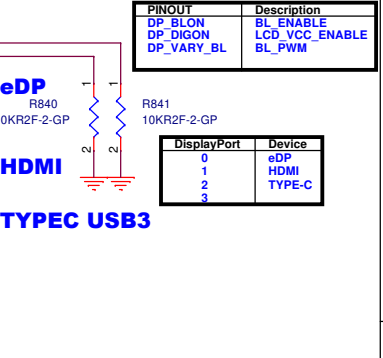 PINOUT Description
DP_BLON BL_ENABLE
DP_DIGON LCD_VCC_ENABLE
DP_VARY_BL BL_PWM
eDP
1 1
R840 R841
0KR2F-2-GP 10KR2F-2-GP
2 2
DisplayPort Device
0 eDP
1 HDMI
2 TYPE-C
3
HDMI
TYPEC USB3